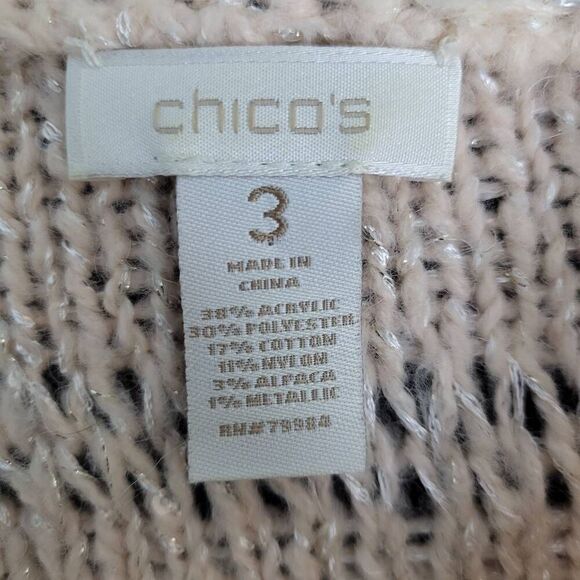 chico's
3
MADE IN
CHINA
38% ACRYLIC
30% POLYESTER
17% COTTON
11% NYLON
3% ALPACA
1% METALLIC
RN#79984